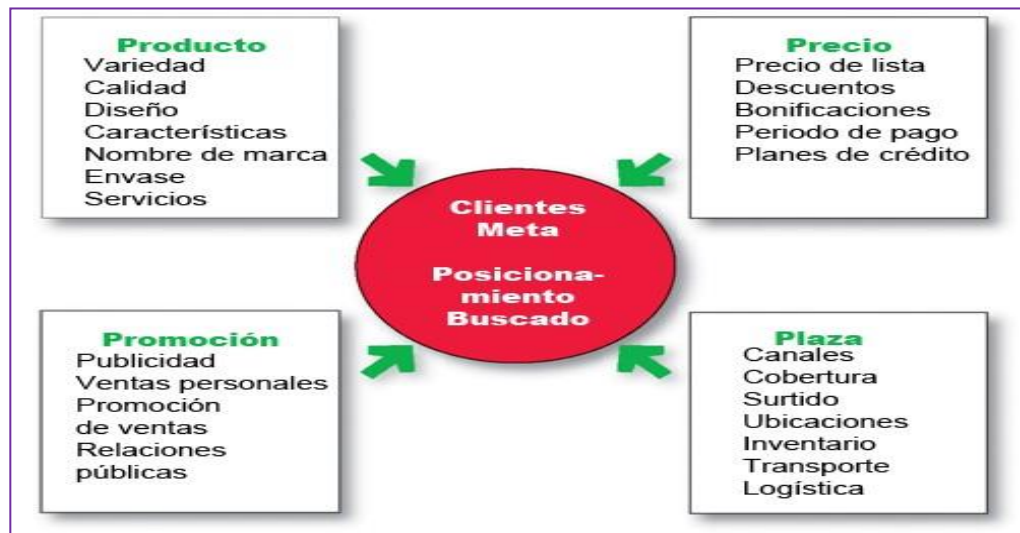 Producto
Variedad
Calidad
Diseño
Características
Nombre de marca
Envase
Servicios
Precio
Precio de lista
Descuentos
Bonificaciones
Periodo de pago
Planes de crédito
Clientes
Meta
Posiciona-
miento
Buscado
Promoción
Publicidad
Ventas personales
Promoción
de ventas
Relaciones
públicas
Plaza
Canales
Cobertura
Surtido
Ubicaciones
Inventario
Transporte
Logística